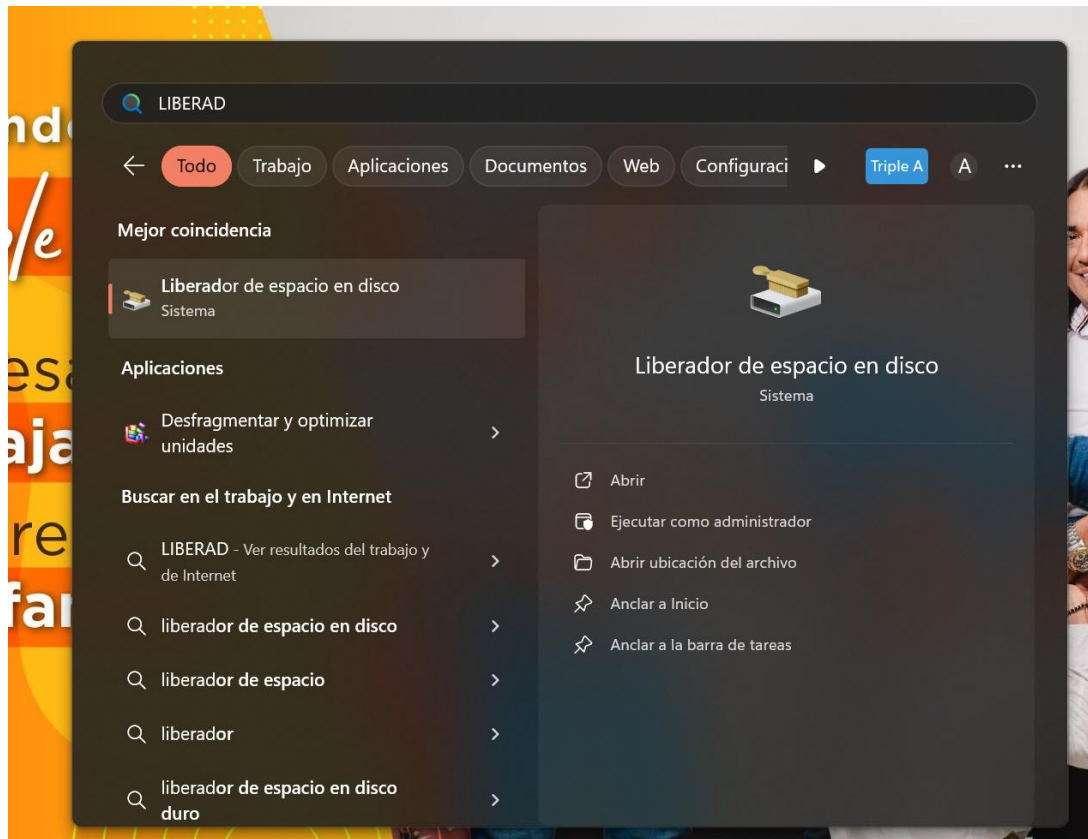 LIBERAD
Todo
Trabajo
Aplicaciones
Documentos
Web
Configuraci
Triple A
A
Mejor coincidencia
Liberador de espacio en disco
Sistema
Aplicaciones
Desfragmentar y optimizar
unidades
Buscar en el trabajo y en Internet
LIBERAD - Ver resultados del trabajo y
de Internet
liberador de espacio en disco
liberador de espacio
liberador
liberador de espacio en disco
duro
Liberador de espacio en disco
Sistema
Abrir
Ejecutar como administrador
Abrir ubicación del archivo
Anclar a Inicio
Anclar a la barra de tareas